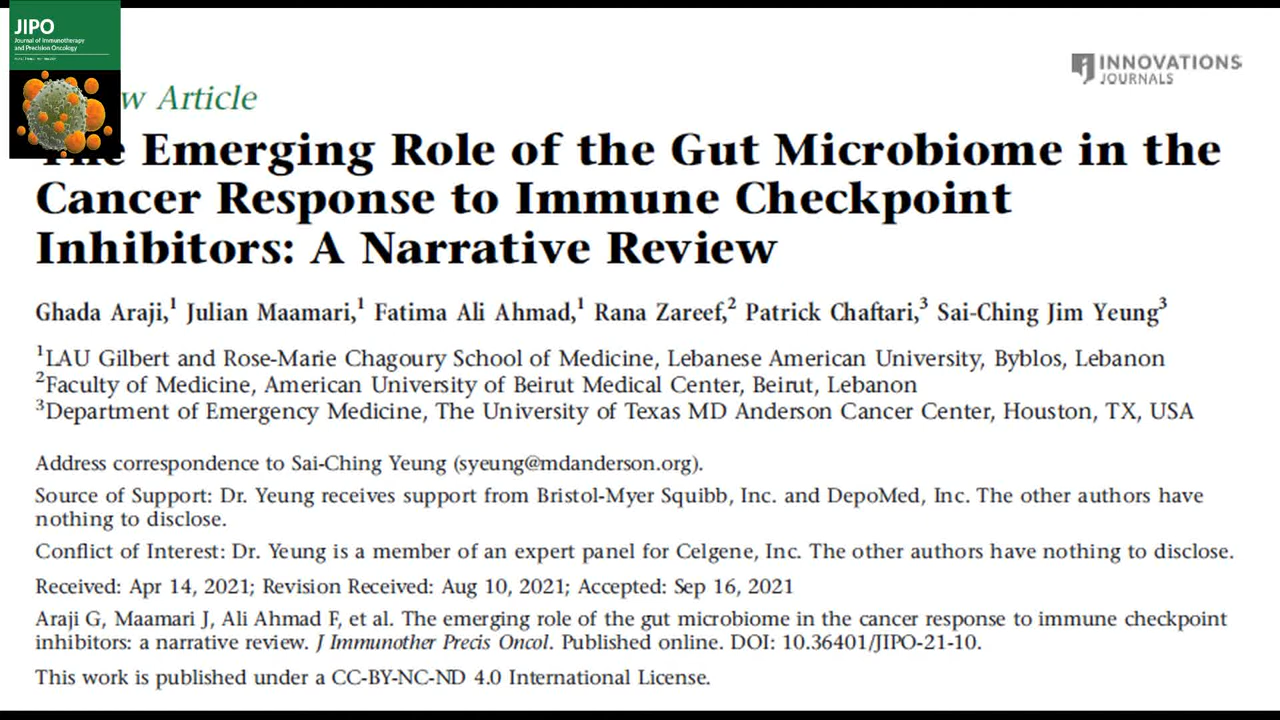 JIPO
Journal of Immunotherapy
and Precision Oncology
INNOVATIONS
JOURNALS
w Article
The Emerging Role of the Gut Microbiome in the
Cancer Response to Immune Checkpoint
Inhibitors: A Narrative Review
Ghada Araji,¹ Julian Maamari,¹ Fatima Ali Ahmad,¹ Rana Zareef,² Patrick Chaftari,³ Sai-Ching Jim Yeung³
¹LAU Gilbert and Rose-Marie Chagoury School of Medicine, Lebanese American University, Byblos, Lebanon
²Faculty of Medicine, American University of Beirut Medical Center, Beirut, Lebanon
³Department of Emergency Medicine, The University of Texas MD Anderson Cancer Center, Houston, TX, USA
Address correspondence to Sai-Ching Yeung (syeung@mdanderson.org).
Source of Support: Dr. Yeung receives support from Bristol-Myer Squibb, Inc. and DepoMed, Inc. The other authors have
nothing to disclose.
Conflict of Interest: Dr. Yeung is a member of an expert panel for Celgene, Inc. The other authors have nothing to disclose.
Received: Apr 14, 2021; Revision Received: Aug 10, 2021; Accepted: Sep 16, 2021
Araji G, Maamari J, Ali Ahmad F, et al. The emerging role of the gut microbiome in the cancer response to immune checkpoint
inhibitors: a narrative review. J Immunother Precis Oncol. Published online. DOI: 10.36401/JIPO-21-10.
This work is published under a CC-BY-NC-ND 4.0 International License.